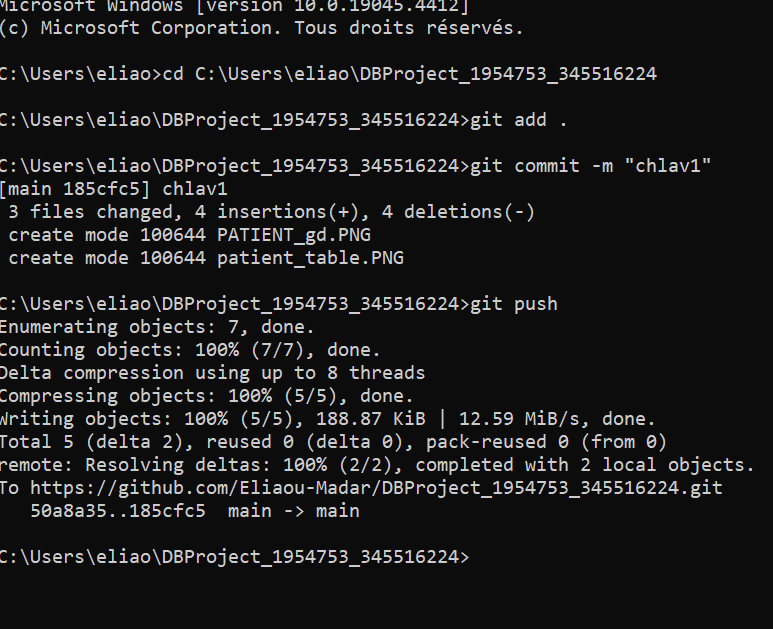 Microsoft Windows [version 10.0.19045.4412]
(c) Microsoft Corporation. Tous droits réservés.
C:\Users\eliao>cd C:\Users\eliao\DBProject_1954753_345516224
C:\Users\eliao\DBProject_1954753_345516224>git add .
C:\Users\eliao\DBProject_1954753_345516224>git commit -m "chlav1"
[main 185cfc5] chlav1
3 files changed, 4 insertions(+), 4 deletions(-)
create mode 100644 PATIENT_gd.PNG
create mode 100644 patient_table.PNG
C:\Users\eliao\DBProject_1954753_345516224>git push
Enumerating objects: 7, done.
Counting objects: 100% (7/7), done.
Delta compression using up to 8 threads
Compressing objects: 100% (5/5), done.
Writing objects: 100% (5/5), 188.87 KiB | 12.59 MiB/s, done.
Total 5 (delta 2), reused 0 (delta 0), pack-reused 0 (from 0)
remote: Resolving deltas: 100% (2/2), completed with 2 local objects.
To https://github.com/Eliaou-Madar/DBProject_1954753_345516224.git
50a8a35..185cfc5  main -> main
C:\Users\eliao\DBProject_1954753_345516224>